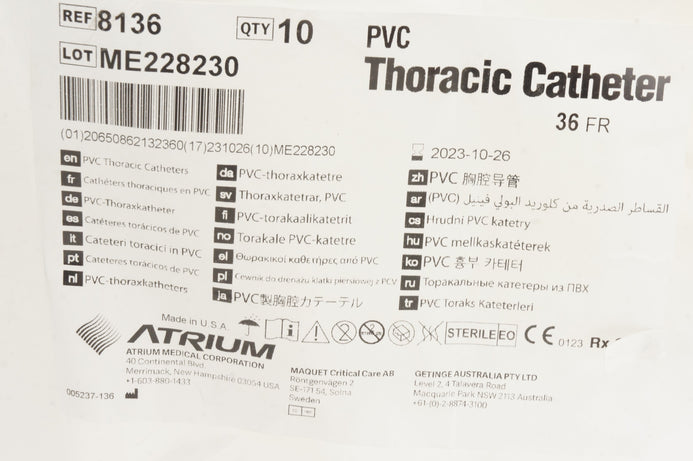 REF 8136
QTY 10
LOT ME228230
PVC
Thoracic Catheter
36 FR
(01)20650862132360(17)231026(10)ME228230
2023-10-26
en PVC Thoracic Catheters
fr Cathéters thoraciques en PVC
de PVC-Thoraxkatheter
es Catéteres torácicos de PVC
it Cateteri toracici in PVC
pt Cateteres torácicos de PVC
nl PVC-thoraxkatheters
da PVC-thoraxkatetre
sv Thoraxkatetrar, PVC
fi PVC-torakaalikatetrit
no Torakale PVC-katetre
el Θωρακικοί καθετήρες από PVC
pl Cewnik do drenażu klatki piersiowej z PCV
ja PVC製胸腔カテーテル
zh PVC 胸腔导管
ar القساطر الصدرية من كلوريد البولي فينيل (PVC)
cs Hrudní PVC katetry
hu PVC mellkaskatéterek
ko PVC 흉부 카테터
ru Торакальные катетеры из ПВХ
tr PVC Toraks Kateterleri
Made in U.S.A.
STERILE EO
CE 0123 Rx
ATRIUM
ATRIUM MEDICAL CORPORATION
40 Continental Blvd.
Merrimack, New Hampshire 03054 USA
+1-603-880-1433
005237-136
MAQUET Critical Care AB
Röntgenvägen 2
SE-171 54, Solna
Sweden
GETINGE AUSTRALIA PTY LTD
Level 2, 4 Talavera Road
Macquarie Park NSW 2113 Australia
+61-(0)-2-8874-3100